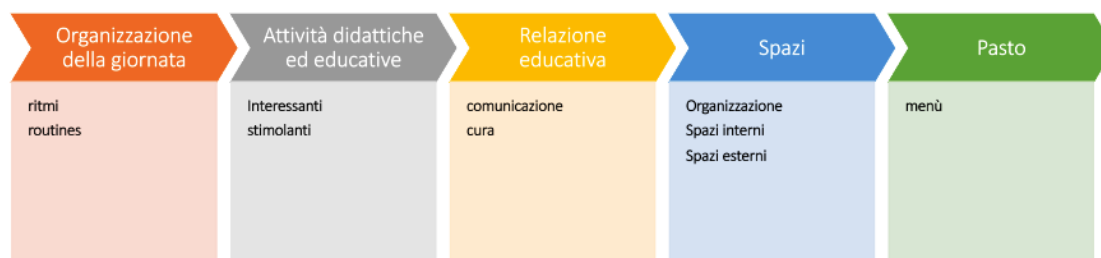 Organizzazione
della giornata
ritmi
routines
Attività didattiche
ed educative
Interessanti
stimolanti
Relazione
educativa
comunicazione
cura
Spazi
Organizzazione
Spazi interni
Spazi esterni
Pasto
menù